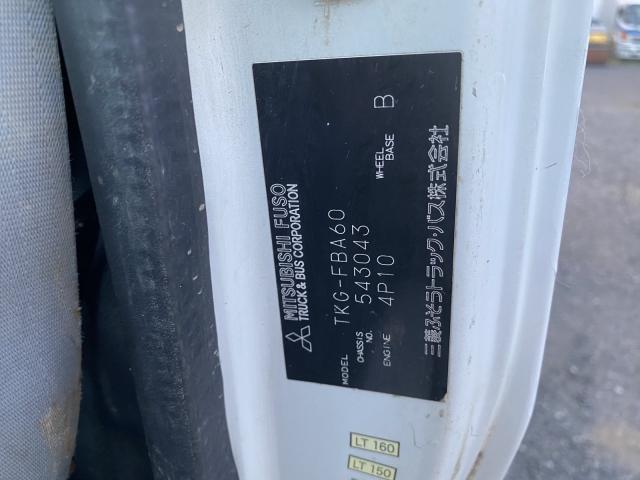 MITSUBISHI FUSO
TRUCK & BUS CORPORATION
MODEL TKG-FBA60
CHASSIS NO. 543043
ENGINE 4P10 WHEEL BASE B
三菱ふそうトラック・バス株式会社
LT 160
LT 150